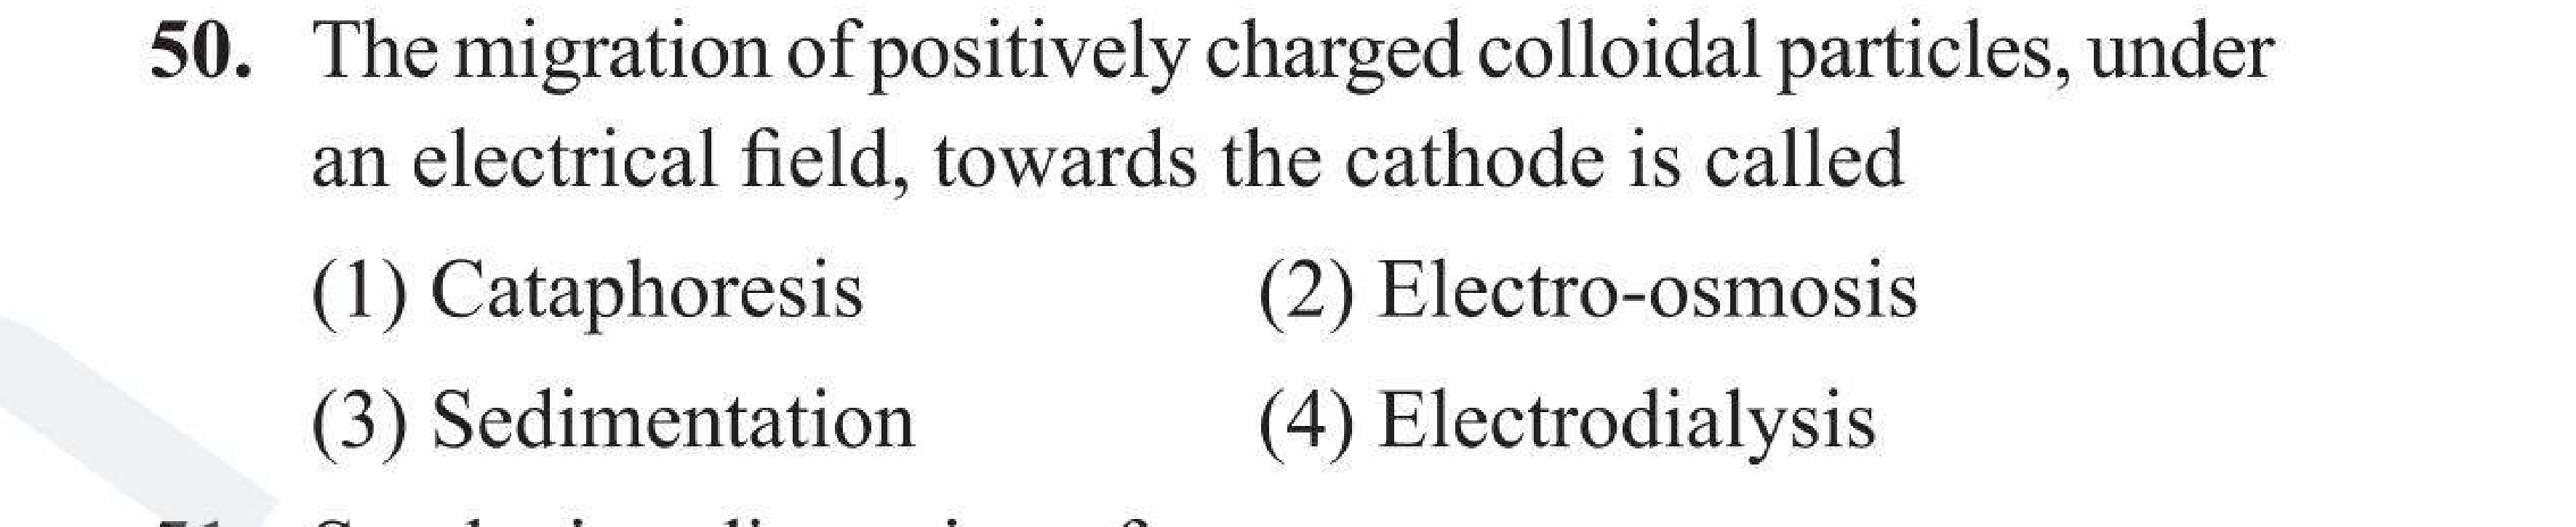 50. The migration of positively charged colloidal particles, under
an electrical field, towards the cathode is called
(1) Cataphoresis (2) Electro-osmosis
(3) Sedimentation (4) Electrodialysis